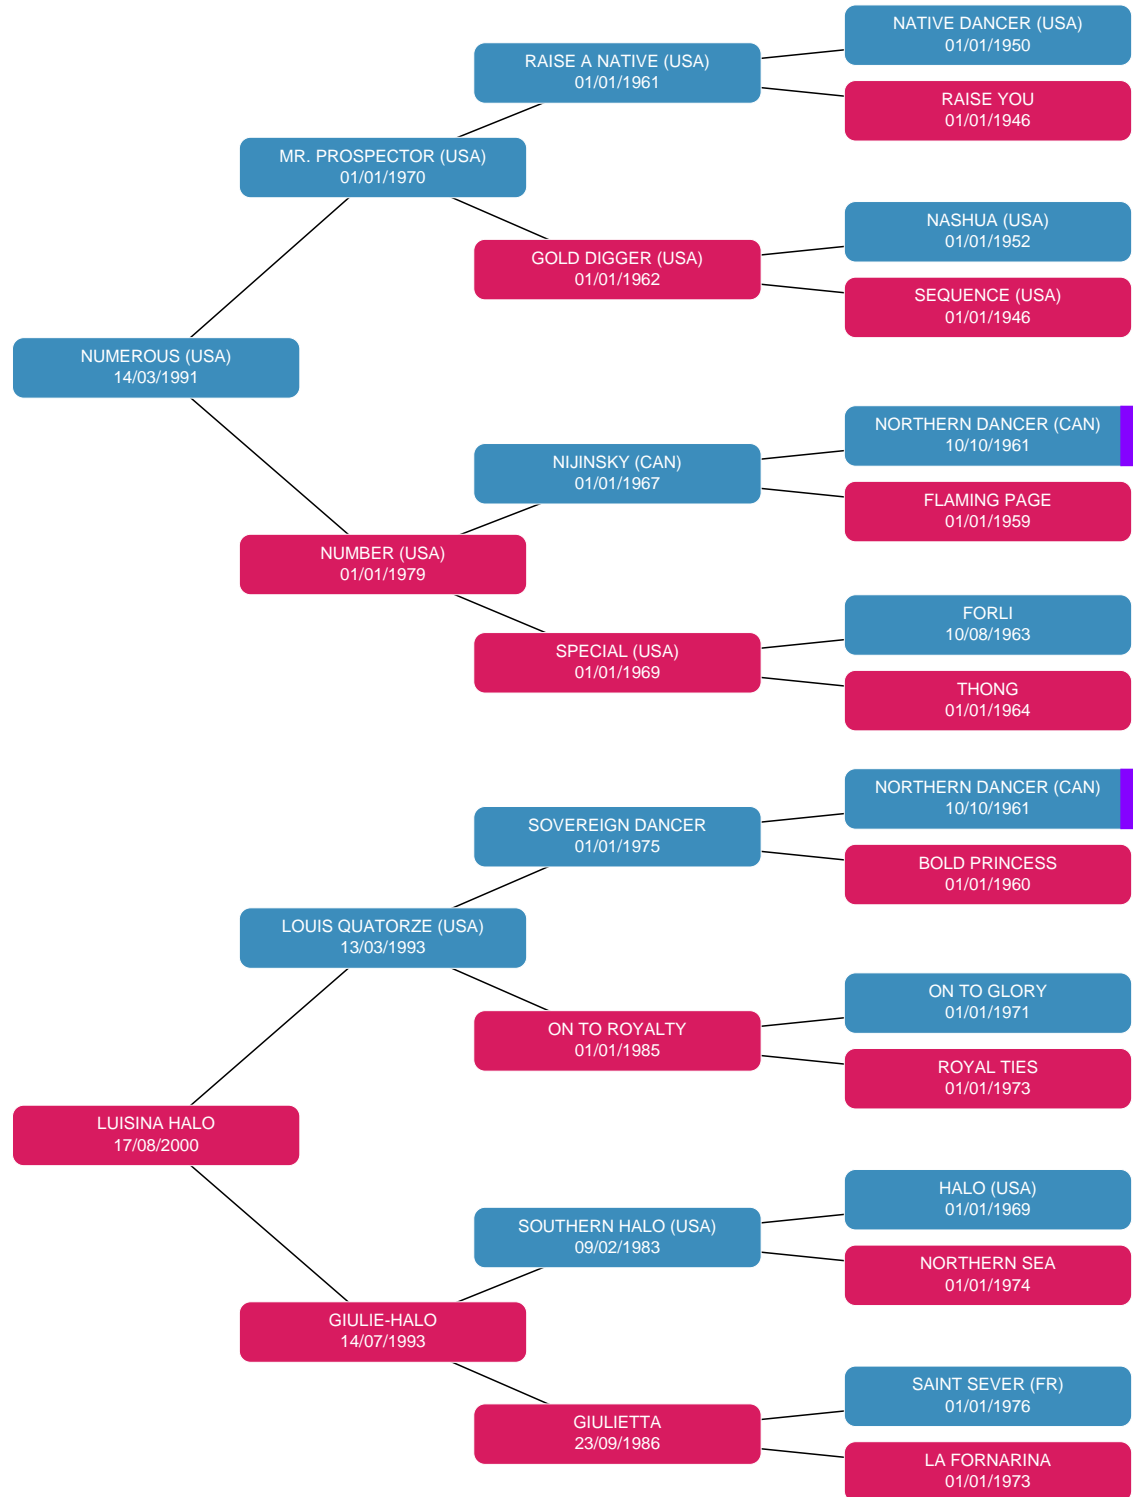 NATIVE DANCER (USA)
01/01/1950
RAISE A NATIVE (USA)
01/01/1961
RAISE YOU
01/01/1946
MR. PROSPECTOR (USA)
01/01/1970
NASHUA (USA)
01/01/1952
GOLD DIGGER (USA)
01/01/1962
SEQUENCE (USA)
01/01/1946
NUMEROUS (USA)
14/03/1991
NORTHERN DANCER (CAN)
10/10/1961
NIJINSKY (CAN)
01/01/1967
FLAMING PAGE
01/01/1959
NUMBER (USA)
01/01/1979
FORLI
10/08/1963
SPECIAL (USA)
01/01/1969
THONG
01/01/1964
NORTHERN DANCER (CAN)
10/10/1961
SOVEREIGN DANCER
01/01/1975
BOLD PRINCESS
01/01/1960
LOUIS QUATORZE (USA)
13/03/1993
ON TO GLORY
01/01/1971
ON TO ROYALTY
01/01/1985
ROYAL TIES
01/01/1973
LUISINA HALO
17/08/2000
HALO (USA)
01/01/1969
SOUTHERN HALO (USA)
09/02/1983
NORTHERN SEA
01/01/1974
GIULIE-HALO
14/07/1993
SAINT SEVER (FR)
01/01/1976
GIULIETTA
23/09/1986
LA FORNARINA
01/01/1973